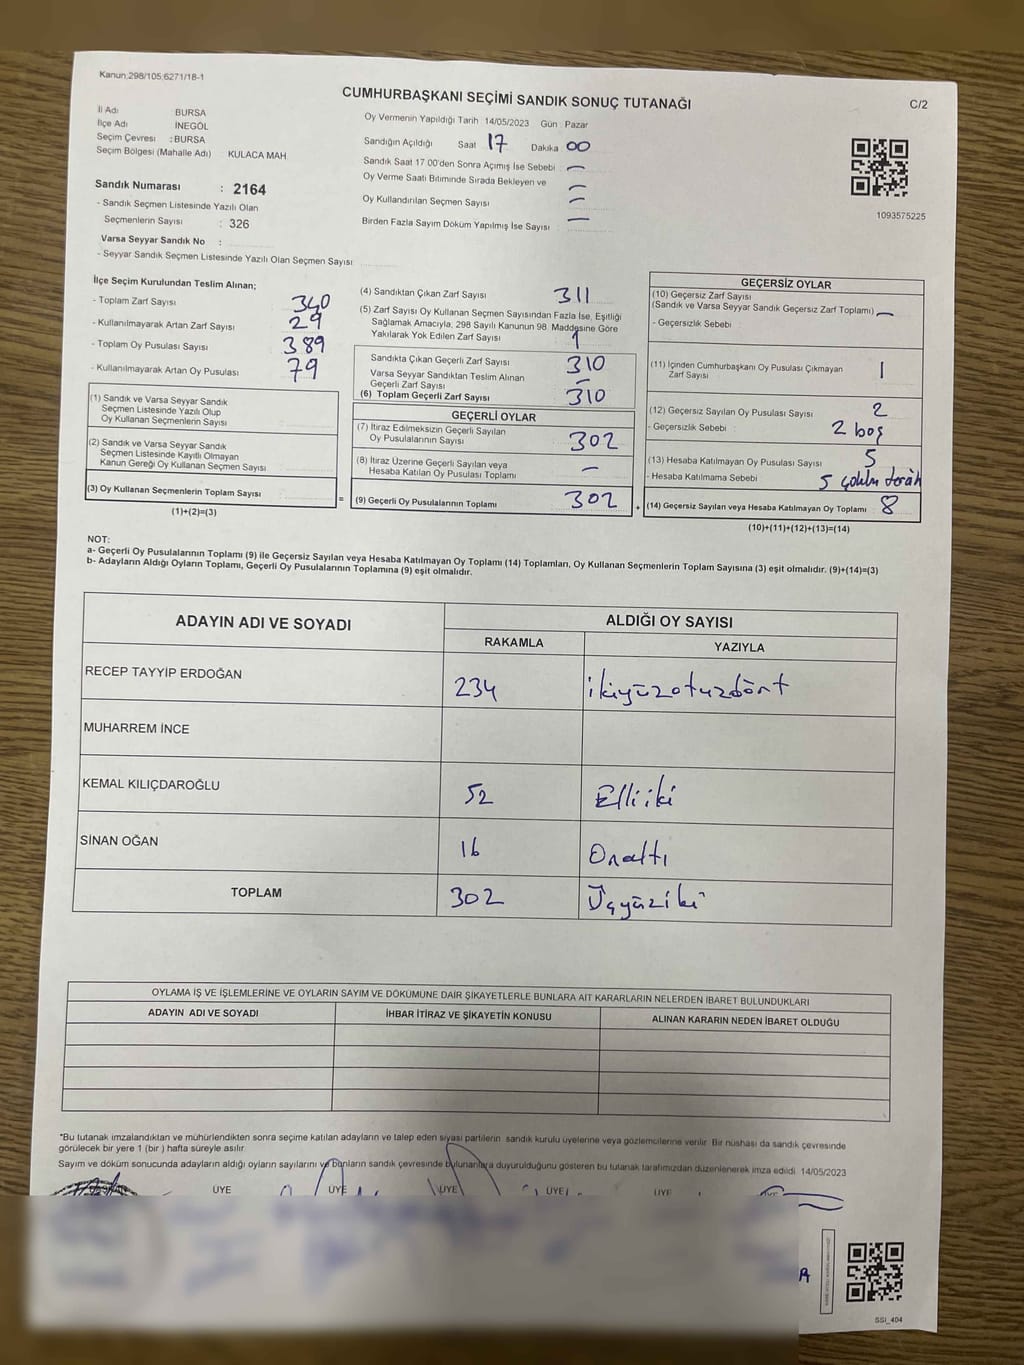 Kanun;298/105;6271/18-1
CUMHURBAŞKANI SEÇİMİ SANDIK SONUÇ TUTANAĞI
C/2
İl Adı BURSA
İlçe Adı İNEGÖL
Seçim Çevresi :BURSA
Seçim Bölgesi (Mahalle Adı) KULACA MAH.
Sandık Numarası : 2164
- Sandık Seçmen Listesinde Yazılı Olan
Seçmenlerin Sayısı : 326
Varsa Seyyar Sandık No :
- Seyyar Sandık Seçmen Listesinde Yazılı Olan Seçmen Sayısı
Oy Vermenin Yapıldığı Tarih 14/05/2023 Gün Pazar
Sandığın Açıldığı Saat 17 Dakika 00
Sandık Saat 17 00'den Sonra Açımış İse Sebebi —
Oy Verme Saati Bitiminde Sırada Bekleyen ve
Oy Kullandırılan Seçmen Sayısı —
Birden Fazla Sayım Döküm Yapılmış İse Sayısı —
1093575225
İlçe Seçim Kurulundan Teslim Alınan;
- Toplam Zarf Sayısı 340
- Kullanılmayarak Artan Zarf Sayısı 29
- Toplam Oy Pusulası Sayısı 389
- Kullanılmayarak Artan Oy Pusulası 79
(1) Sandık ve Varsa Seyyar Sandık
Seçmen Listesinde Yazılı Olup
Oy Kullanan Seçmenlerin Sayısı
(2) Sandık ve Varsa Seyyar Sandık
Seçmen Listesinde Kayıtlı Olmayan
Kanun Gereği Oy Kullanan Seçmen Sayısı
(3) Oy Kullanan Seçmenlerin Toplam Sayısı
(1)+(2)=(3)
=
(4) Sandıktan Çıkan Zarf Sayısı 311
(5) Zarf Sayısı Oy Kullanan Seçmen Sayısından Fazla İse, Eşitliği
Sağlamak Amacıyla, 298 Sayılı Kanunun 98. Maddesine Göre
Yakılarak Yok Edilen Zarf Sayısı 1
Sandıkta Çıkan Geçerli Zarf Sayısı 310
Varsa Seyyar Sandıktan Teslim Alınan
Geçerli Zarf Sayısı —
(6) Toplam Geçerli Zarf Sayısı 310
GEÇERLİ OYLAR
(7) İtiraz Edilmeksizin Geçerli Sayılan
Oy Pusulalarının Sayısı 302
(8) İtiraz Üzerine Geçerli Sayılan veya
Hesaba Katılan Oy Pusulası Toplamı —
(9) Geçerli Oy Pusulalarının Toplamı 302
+
GEÇERSİZ OYLAR
(10) Geçersiz Zarf Sayısı
(Sandık ve Varsa Seyyar Sandık Geçersiz Zarf Toplamı) —
- Geçersizlik Sebebi
(11) İçinden Cumhurbaşkanı Oy Pusulası Çıkmayan
Zarf Sayısı 1
(12) Geçersiz Sayılan Oy Pusulası Sayısı 2
- Geçersizlik Sebebi : 2 boş
(13) Hesaba Katılmayan Oy Pusulası Sayısı 5
- Hesaba Katılmama Sebebi 5
(14) Geçersiz Sayılan veya Hesaba Katılmayan Oy Toplamı 8
(10)+(11)+(12)+(13)=(14)
NOT:
a- Geçerli Oy Pusulalarının Toplamı (9) ile Geçersiz Sayılan veya Hesaba Katılmayan Oy Toplamı (14) Toplamları, Oy Kullanan Seçmenlerin Toplam Sayısına (3) eşit olmalıdır. (9)+(14)=(3)
b- Adayların Aldığı Oyların Toplamı, Geçerli Oy Pusulalarının Toplamına (9) eşit olmalıdır.
ADAYIN ADI VE SOYADI ALDIĞI OY SAYISI
RAKAMLA YAZIYLA
RECEP TAYYİP ERDOĞAN 234 ikiyüzotuzdört
MUHARREM İNCE
KEMAL KILIÇDAROĞLU 52 Elliiki
SİNAN OĞAN 16 Onaltı
TOPLAM 302 Üçyüziki
OYLAMA İŞ VE İŞLEMLERİNE VE OYLARIN SAYIM VE DÖKÜMÜNE DAİR ŞİKAYETLERLE BUNLARA AİT KARARLARIN NELERDEN İBARET BULUNDUKLARI
ADAYIN ADI VE SOYADI İHBAR İTİRAZ VE ŞİKAYETİN KONUSU ALINAN KARARIN NEDEN İBARET OLDUĞU
*Bu tutanak imzalandıktan ve mühürlendikten sonra seçime katılan adayların ve talep eden siyasi partilerin sandık kurulu üyelerine veya gözlemcilerine verilir. Bir nüshası da sandık çevresinde
görülecek bir yere 1 (bir ) hafta süreyle asılır.
Sayım ve döküm sonucunda adayların aldığı oyların sayılarını ve bunların sandık çevresinde bulunanlara duyurulduğunu gösteren bu tutanak tarafımızdan düzenlenerek imza edildi 14/05/2023
ÜYE ÜYE ÜYE ÜYE ÜYE
A
SSI_404